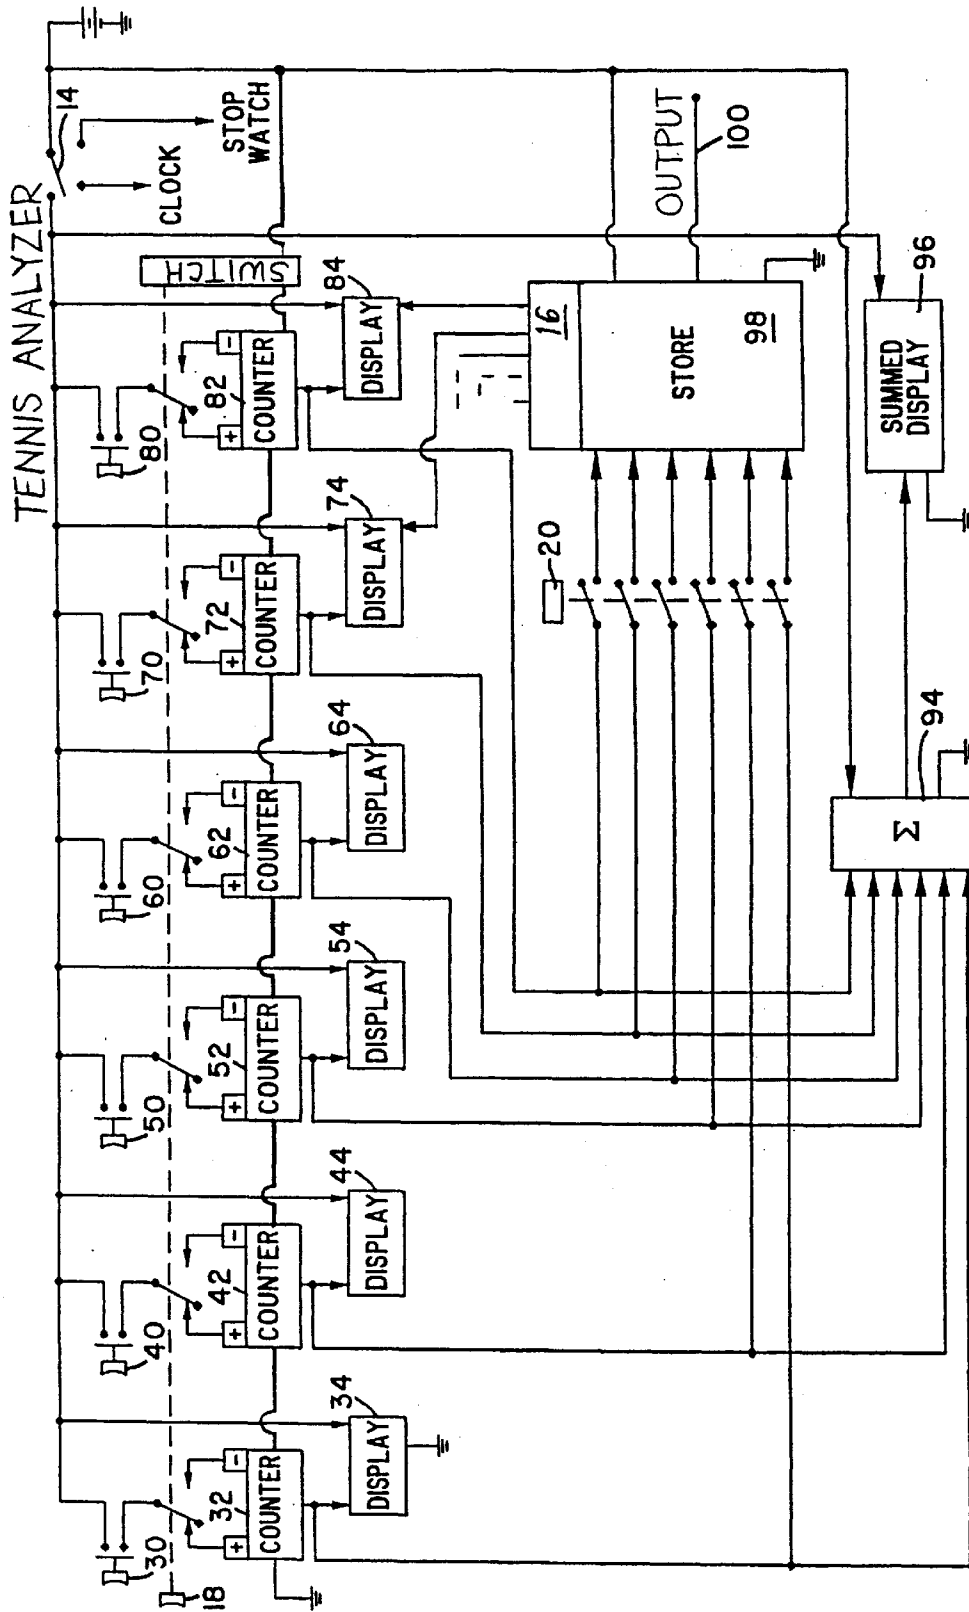 TENNIS ANALYZER
14
CLOCK
STOP
WATCH
SWITCH
30
40
50
60
70
80
18
+
-
32
COUNTER
+
-
42
COUNTER
+
-
52
COUNTER
+
-
62
COUNTER
+
-
72
COUNTER
+
-
82
COUNTER
34
DISPLAY
44
DISPLAY
54
DISPLAY
64
DISPLAY
74
DISPLAY
84
DISPLAY
20
16
STORE
98
OUTPUT
100
Σ
94
SUMMED
DISPLAY
96